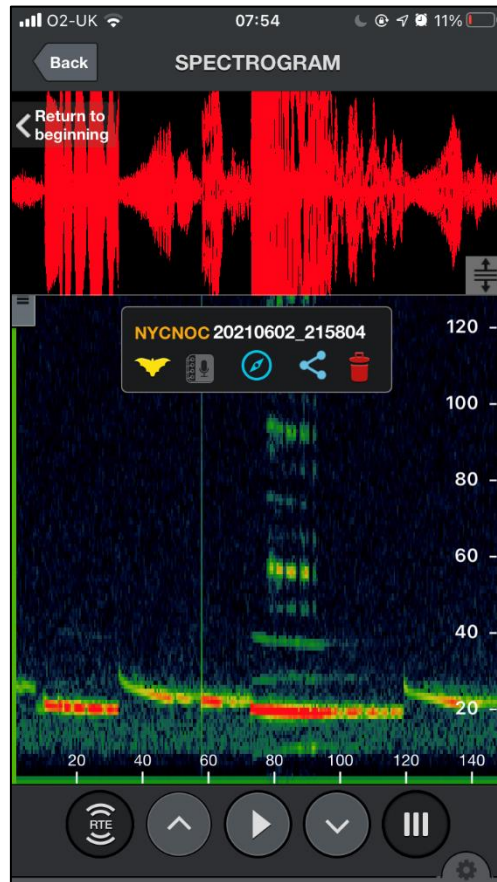 O2-UK 07:54 11%
Back SPECTROGRAM
Return to
beginning
NYCNOC 20210602_215804
120
100
80
60
40
20
20 40 60 80 100 120 140
RTE